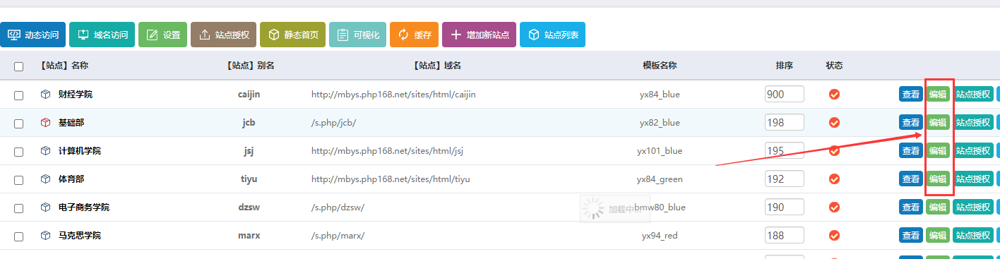 动态访问 域名访问 设置 站点授权 静态首页 可视化 缓存 增加新站点 站点列表
【站点】名称 【站点】别名 【站点】域名 模板名称 排序 状态
财经学院 caijin http://mbys.php168.net/sites/html/caijin yx84_blue 900 查看 编辑 站点授权
基础部 jcb /s.php/jcb/ yx82_blue 198 查看 编辑 站点授权
计算机学院 jsj http://mbys.php168.net/sites/html/jsj yx101_blue 195 查看 编辑 站点授权
体育部 tiyu http://mbys.php168.net/sites/html/tiyu yx84_green 192 查看 编辑 站点授权
电子商务学院 dzsw /s.php/dzsw/ 加载中... bmw80_blue 190 查看 编辑 站点授权
马克思学院 marx /s.php/marx/ yx94_red 188 查看 编辑 站点授权